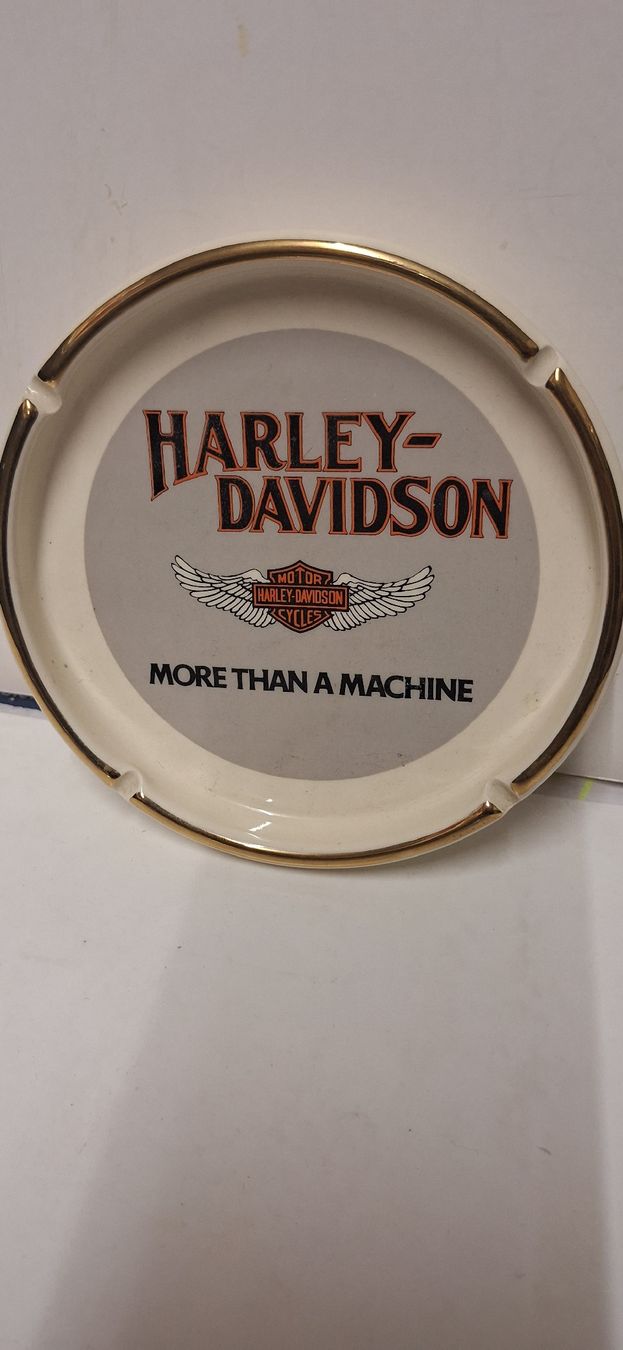 HARLEY-
DAVIDSON
MOTOR
HARLEY-DAVIDSON
CYCLES
MORE THAN A MACHINE